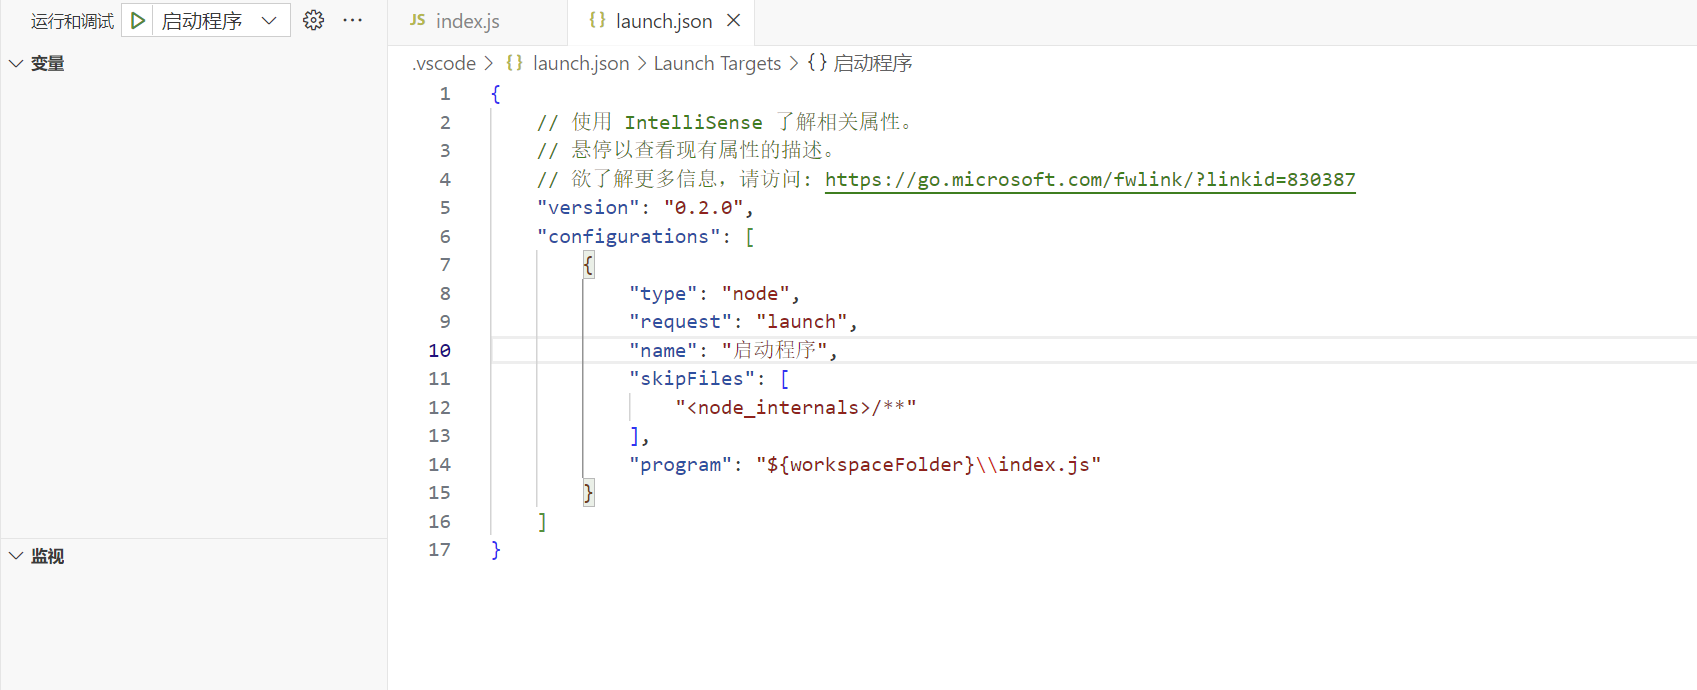 运行和调试 启动程序 ···
变量
监视
JS index.js {} launch.json
.vscode > {} launch.json > Launch Targets > {} 启动程序
1 {
2 // 使用 IntelliSense 了解相关属性。
3 // 悬停以查看现有属性的描述。
4 // 欲了解更多信息，请访问: https://go.microsoft.com/fwlink/?linkid=830387
5 "version": "0.2.0",
6 "configurations": [
7 {
8 "type": "node",
9 "request": "launch",
10 "name": "启动程序",
11 "skipFiles": [
12 "<node_internals>/**"
13 ],
14 "program": "${workspaceFolder}\\index.js"
15 }
16 ]
17 }